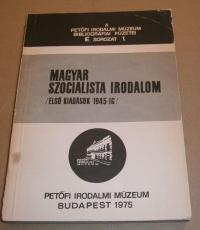 A
PETŐFI IRODALMI MÚZEUM
BIBLIOGRÁFIAI FÜZETEI
E. SOROZAT 1.
MAGYAR
SZOCIALISTA IRODALOM
/ELSŐ KIADÁSOK 1945-IG/
PETŐFI IRODALMI MÚZEUM
BUDAPEST 1975